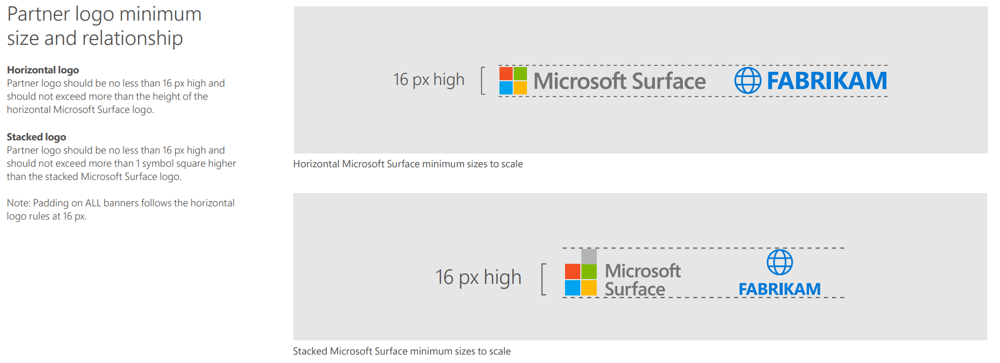 Partner logo minimum
size and relationship
Horizontal logo
Partner logo should be no less than 16 px high and
should not exceed more than the height of the
horizontal Microsoft Surface logo.
Stacked logo
Partner logo should be no less than 16 px high and
should not exceed more than 1 symbol square higher
than the stacked Microsoft Surface logo.
Note: Padding on ALL banners follows the horizontal
logo rules at 16 px.
16 px high
Microsoft Surface
FABRIKAM
Horizontal Microsoft Surface minimum sizes to scale
16 px high
Microsoft
Surface
FABRIKAM
Stacked Microsoft Surface minimum sizes to scale